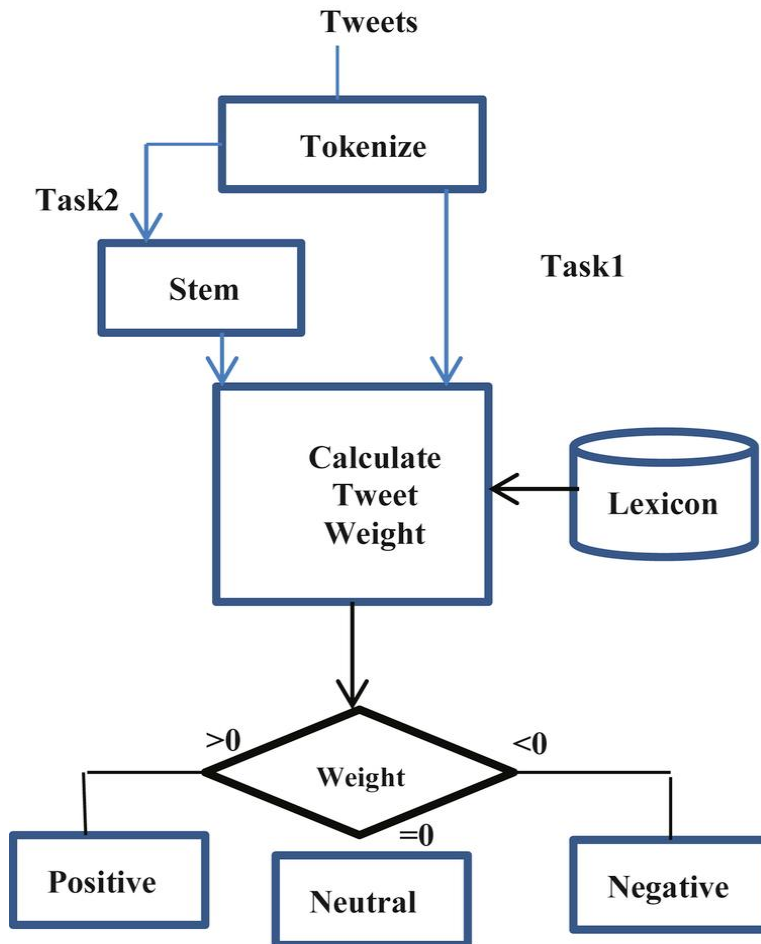 Tweets
Tokenize
Task2
Task1
Stem
Calculate
Tweet
Weight
Lexicon
>0
<0
Weight
=0
Positive
Neutral
Negative